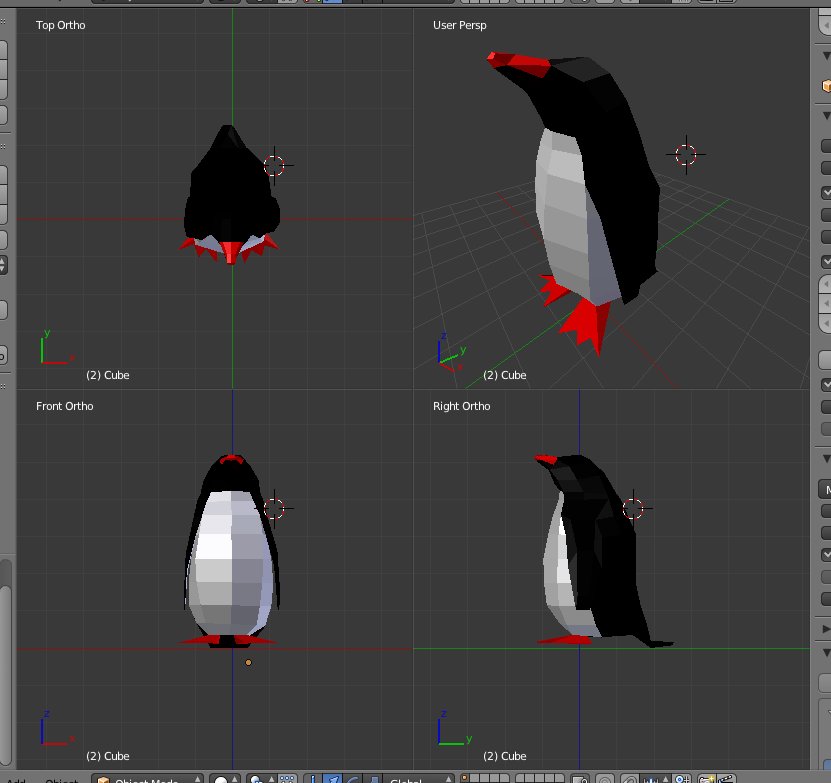 Top Ortho
User Persp
y
x
(2) Cube
z
y
x
(2) Cube
Front Ortho
Right Ortho
z
x
(2) Cube
z
y
(2) Cube
Object
Object Mode
Global